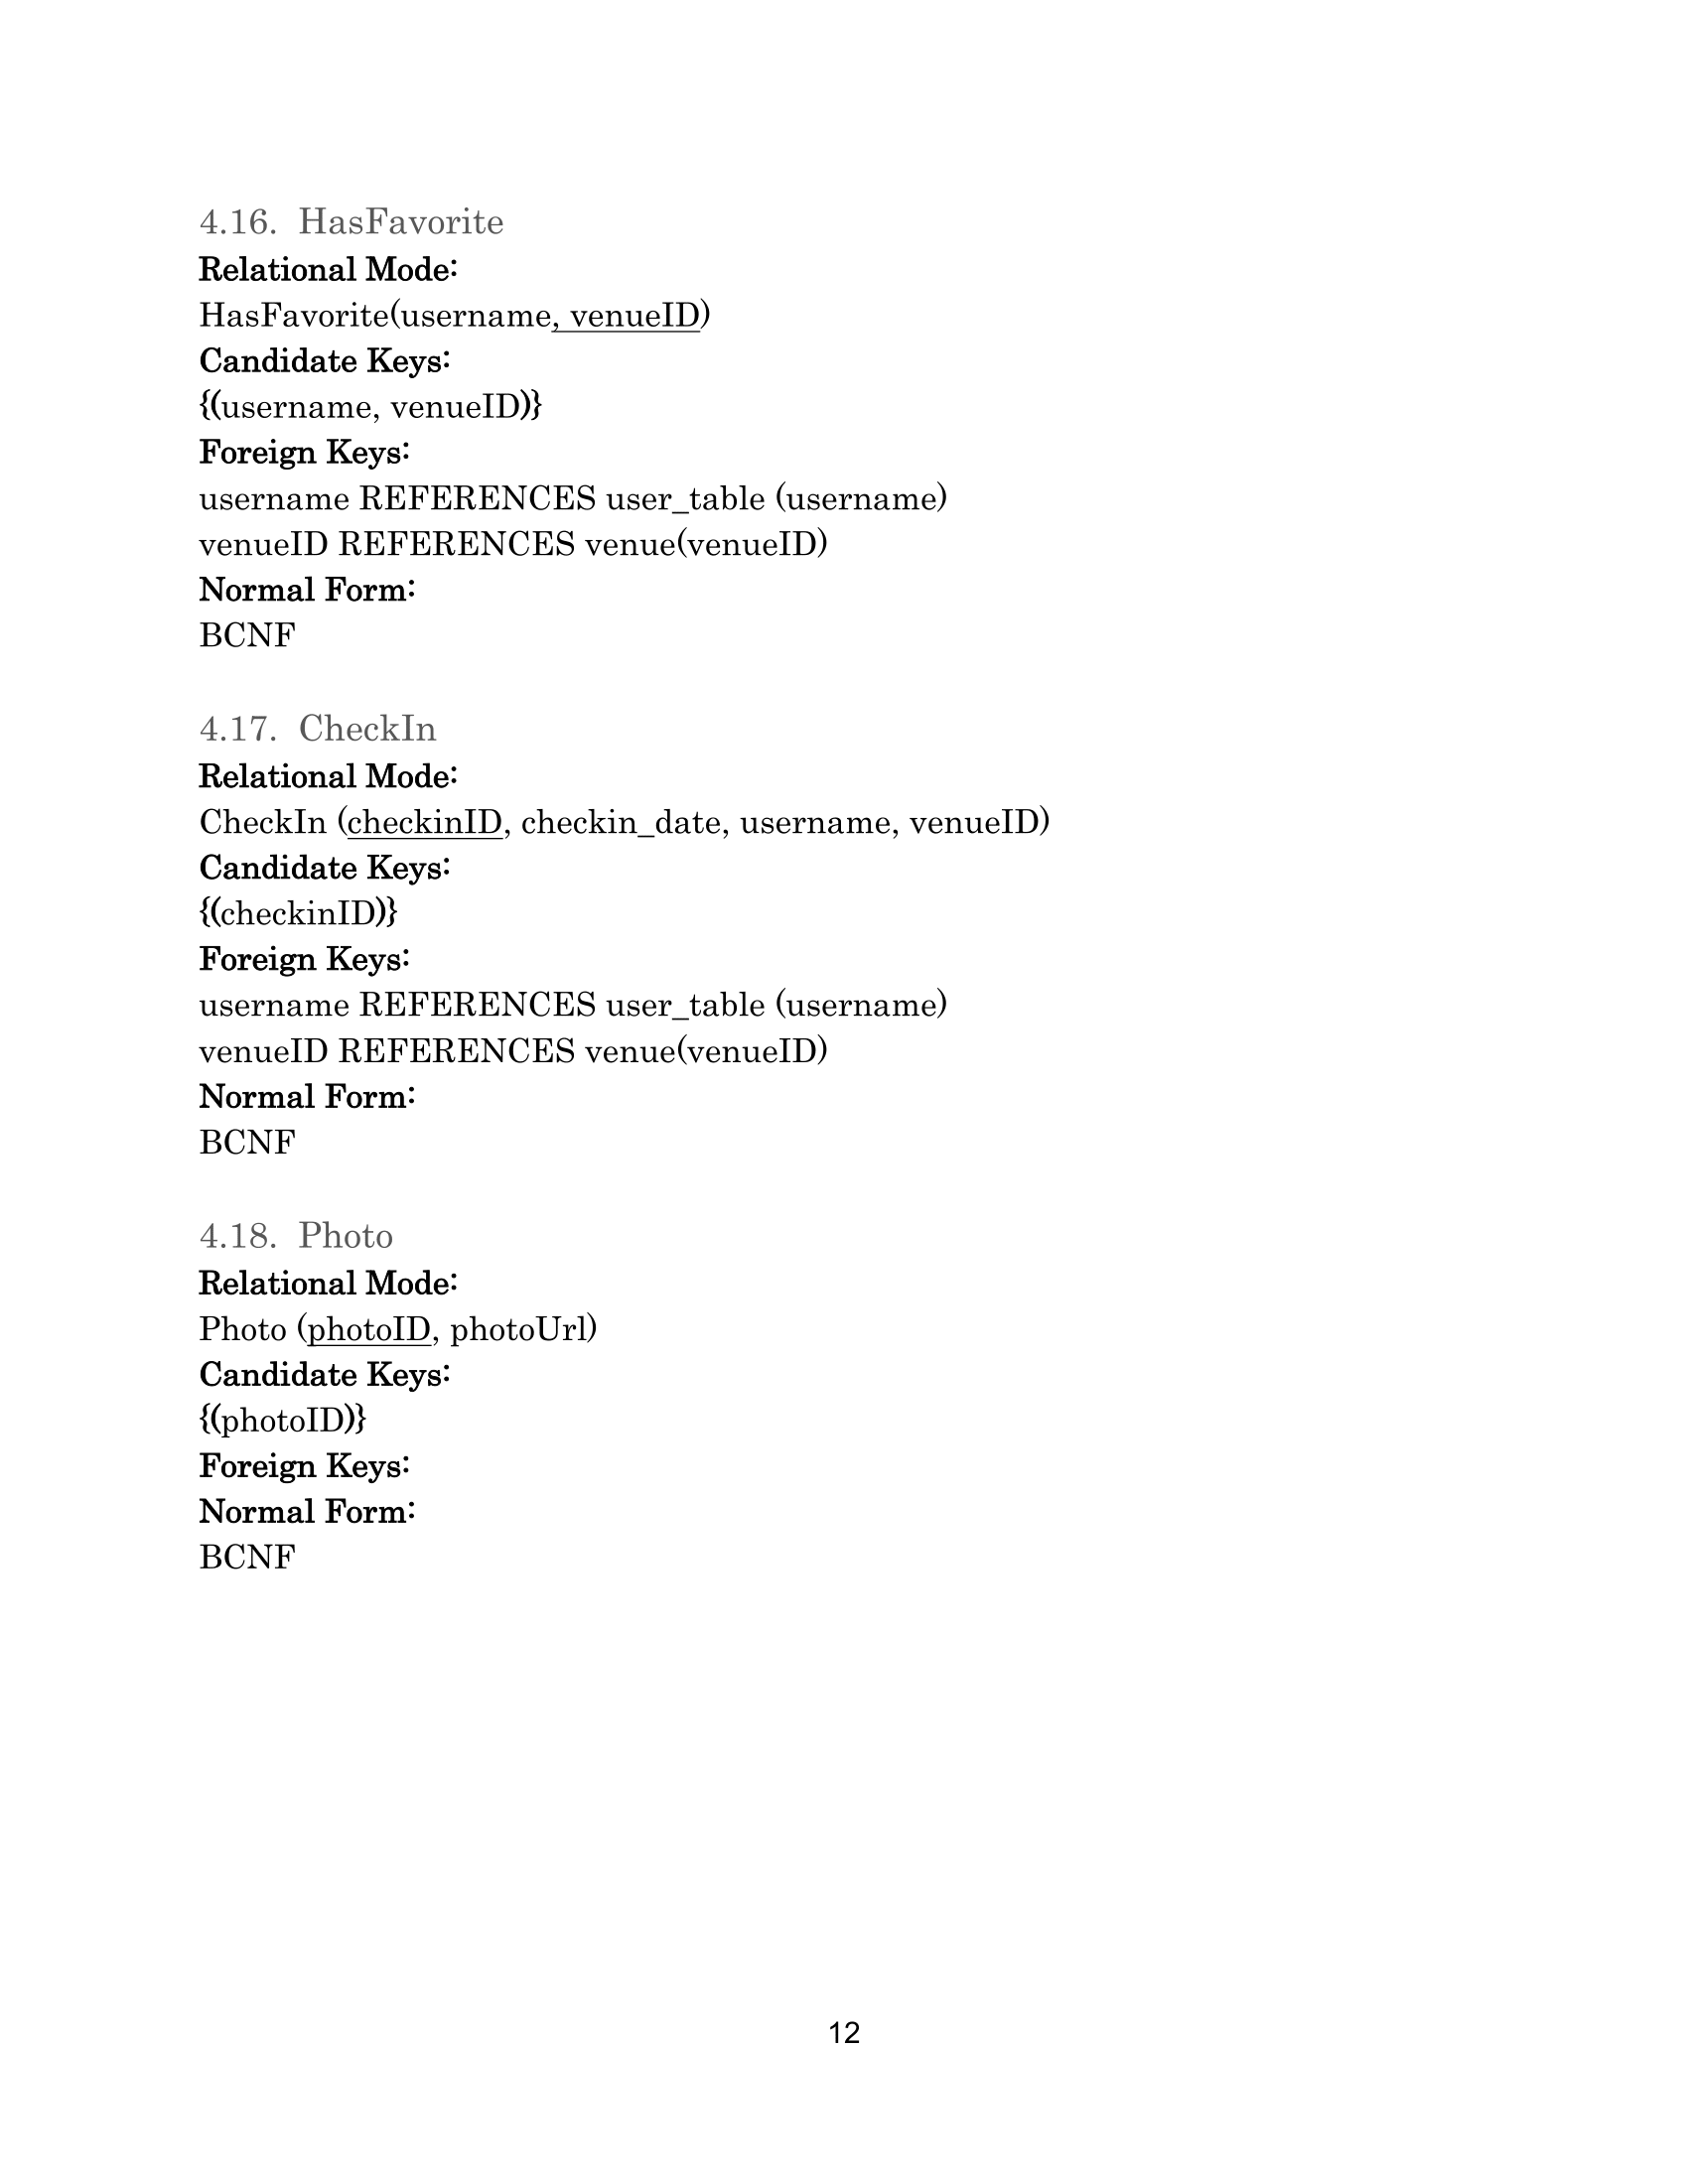 4.16. HasFavorite
Relational Mode:
HasFavorite(username, venueID)
Candidate Keys:
{(username, venueID)}
Foreign Keys:
username REFERENCES user_table (username)
venueID REFERENCES venue(venueID)
Normal Form:
BCNF
4.17. CheckIn
Relational Mode:
CheckIn (checkinID, checkin_date, username, venueID)
Candidate Keys:
{(checkinID)}
Foreign Keys:
username REFERENCES user_table (username)
venueID REFERENCES venue(venueID)
Normal Form:
BCNF
4.18. Photo
Relational Mode:
Photo (photoID, photoUrl)
Candidate Keys:
{(photoID)}
Foreign Keys:
Normal Form:
BCNF
12